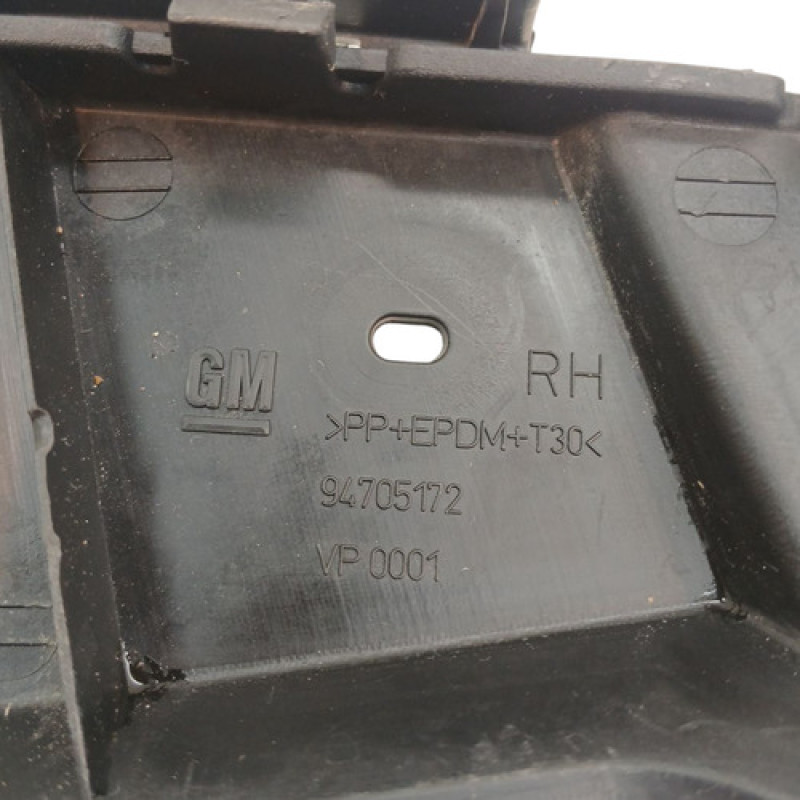 GM RH
>PP+EPDM+T30<
94705172
VP 0001